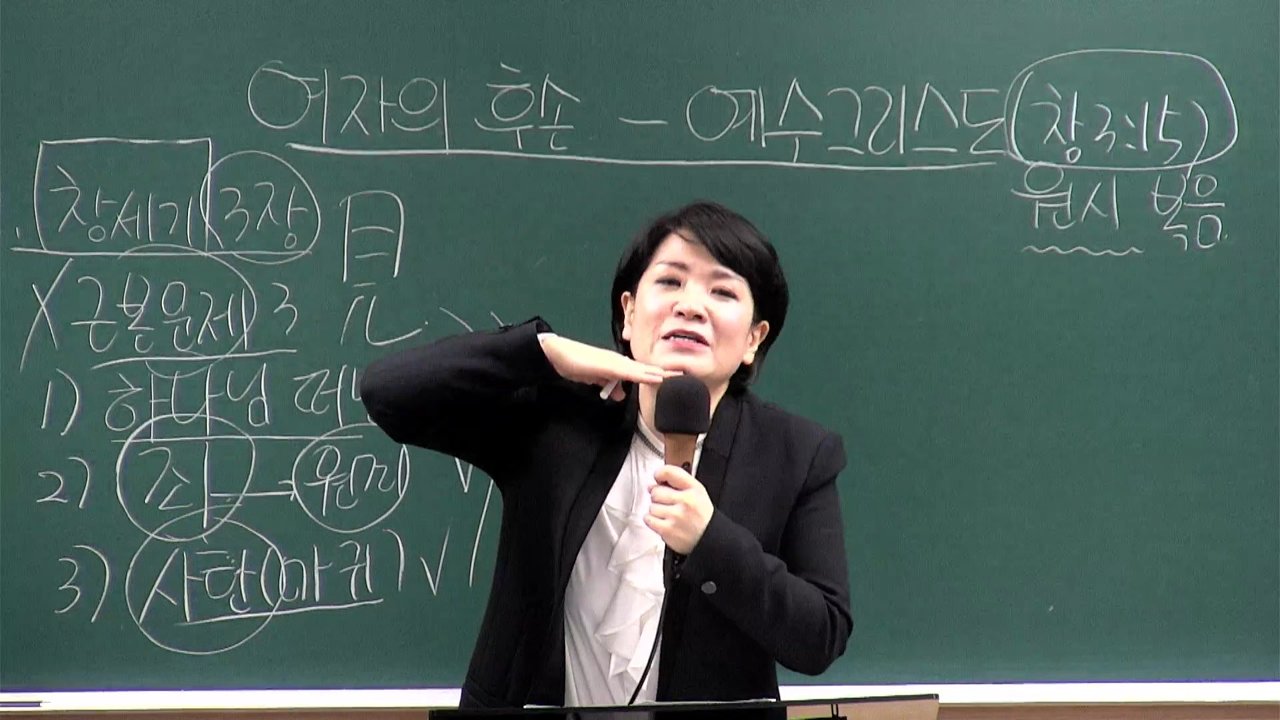 여자의 후손 - 예수그리스도 (창3:15)
원시 복음
창세기 3장
근본문제 3
1) 하나님
2) 죄 → 원죄
3) 사탄(마귀) √